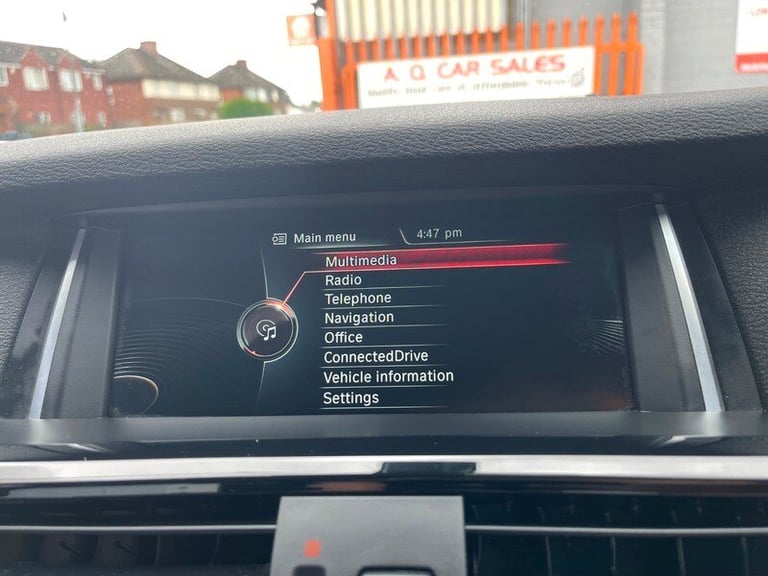 A. Q CAR SALES
Main menu
4:47 pm
Multimedia
Radio
Telephone
Navigation
Office
ConnectedDrive
Vehicle information
Settings